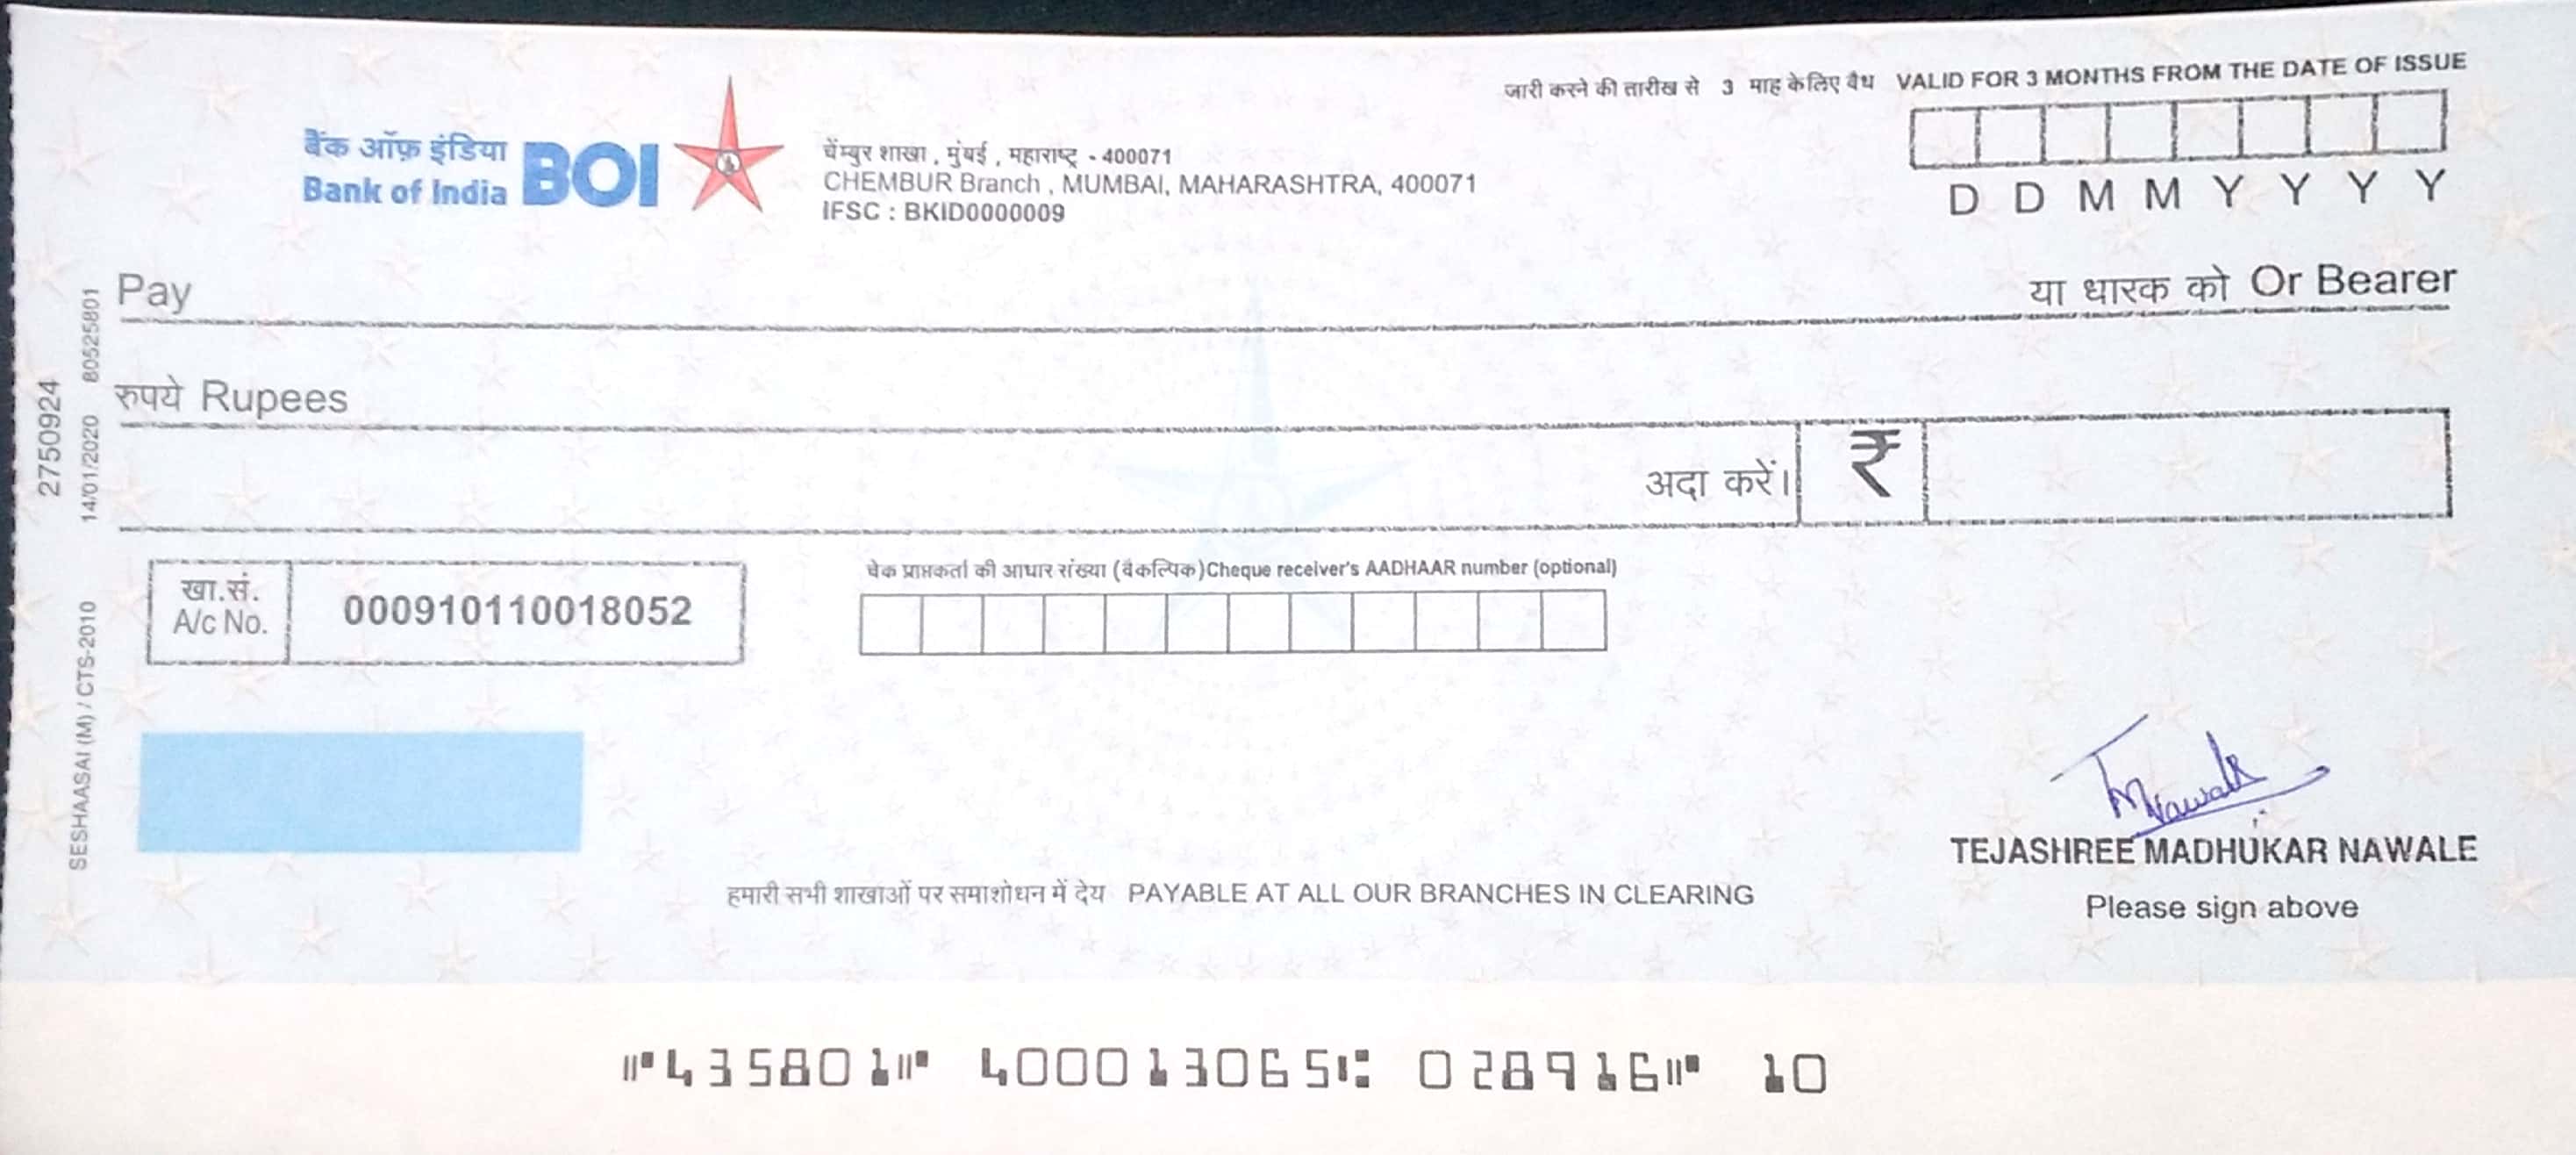 जारी करने की तारीख से 3 माह के लिए वैध VALID FOR 3 MONTHS FROM THE DATE OF ISSUE
बैंक ऑफ़ इंडिया
Bank of India BOI
चेंम्बुर शाखा , मुंबई , महाराष्ट्र - 400071
CHEMBUR Branch , MUMBAI, MAHARASHTRA, 400071
IFSC : BKID0000009
D D M M Y Y Y Y
Pay या धारक को Or Bearer
रुपये Rupees
अदा करें। ₹
खा.सं.
A/c No. 000910110018052
चेक प्राप्तकर्ता की आधार संख्या (वैकल्पिक) Cheque receiver's AADHAAR number (optional)
2750924
14/01/2020 80525801
SESHAASAI (M) / CTS-2010
TNawale
TEJASHREE MADHUKAR NAWALE
Please sign above
हमारी सभी शाखाओं पर समाशोधन में देय PAYABLE AT ALL OUR BRANCHES IN CLEARING
⑈435801⑈ 400013065⑆ 028916⑈ 10